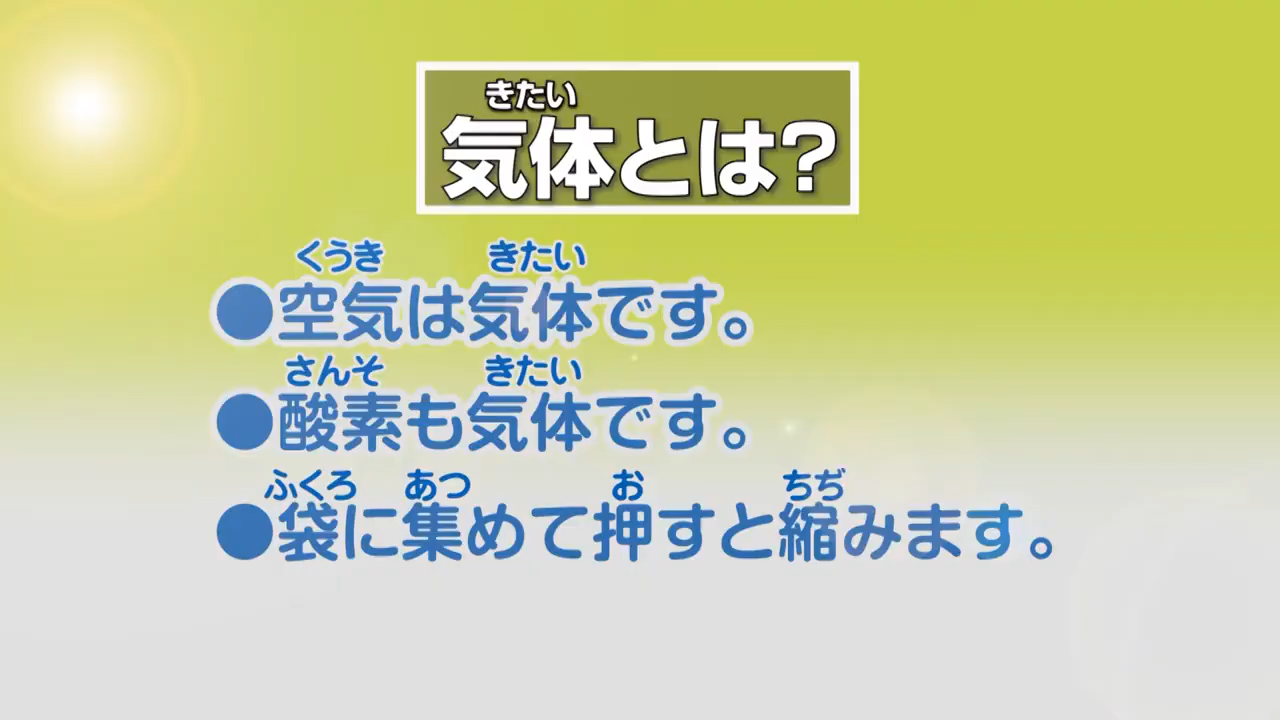 きたい
気体とは?
くうき きたい
●空気は気体です。
さんそ きたい
●酸素も気体です。
ふくろ あつ お ちぢ
●袋に集めて押すと縮みます。